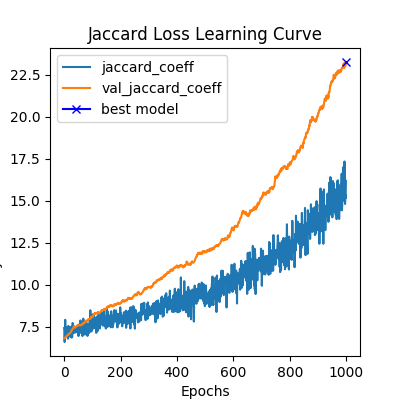 Jaccard Loss Learning Curve
jaccard_coeff
val_jaccard_coeff
best model
22.5
20.0
17.5
15.0
12.5
10.0
7.5
0 200 400 600 800 1000
Epochs